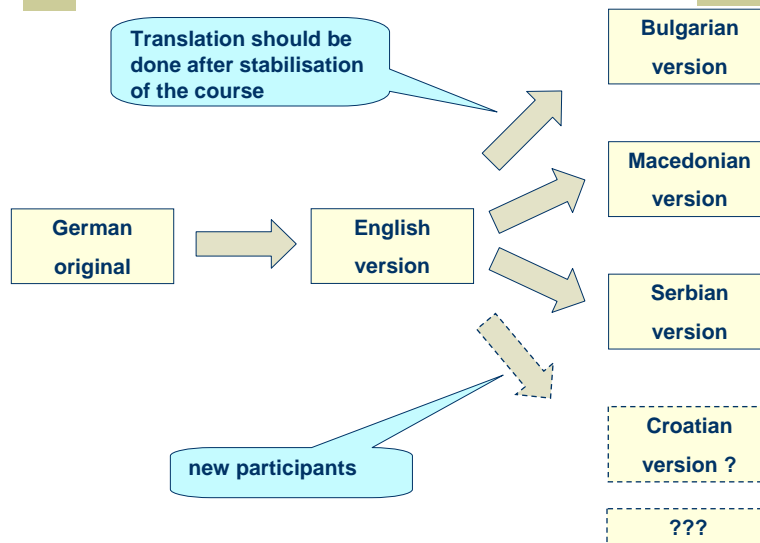 Translation should be
done after stabilisation
of the course
Bulgarian
version
Macedonian
version
German
original
English
version
Serbian
version
Croatian
version ?
new participants
???